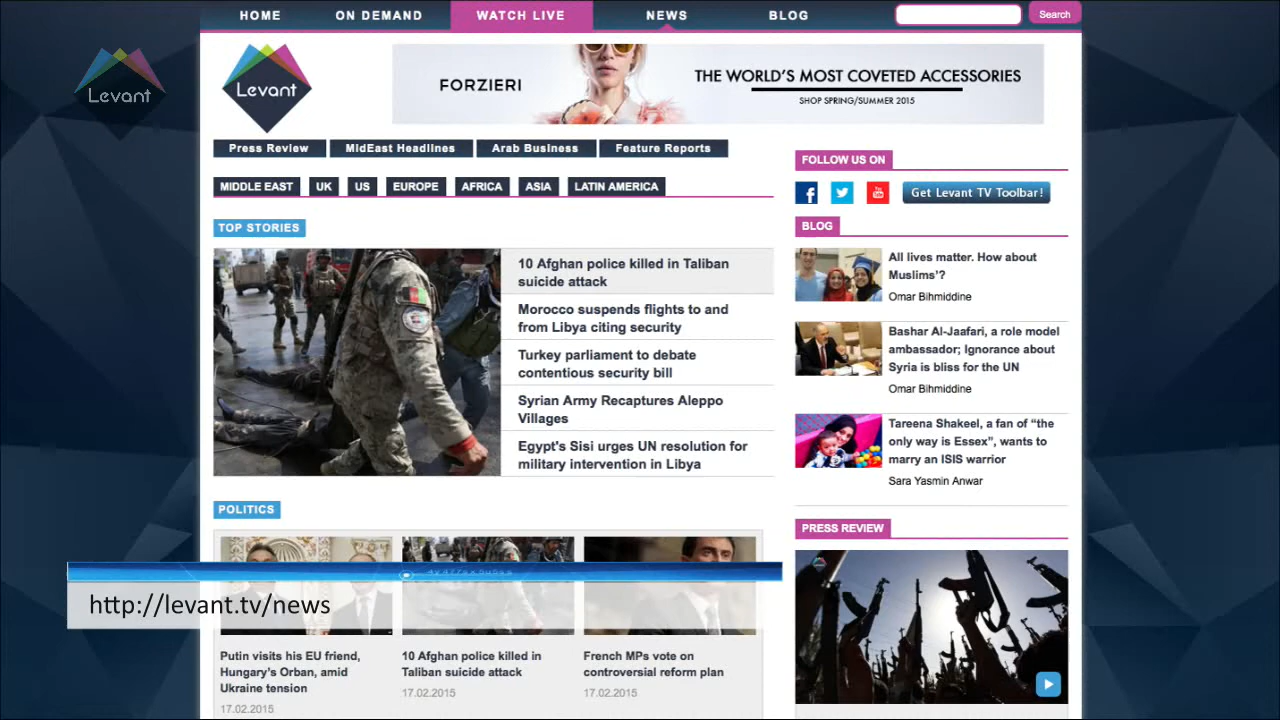 HOME
ON DEMAND
WATCH LIVE
NEWS
BLOG
Search
Levant
Levant
FORZIERI
THE WORLD'S MOST COVETED ACCESSORIES
SHOP SPRING/SUMMER 2015
Press Review
MidEast Headlines
Arab Business
Feature Reports
MIDDLE EAST
UK
US
EUROPE
AFRICA
ASIA
LATIN AMERICA
TOP STORIES
10 Afghan police killed in Taliban
suicide attack
Morocco suspends flights to and
from Libya citing security
Turkey parliament to debate
contentious security bill
Syrian Army Recaptures Aleppo
Villages
Egypt's Sisi urges UN resolution for
military intervention in Libya
POLITICS
Putin visits his EU friend,
Hungary's Orban, amid
Ukraine tension
17.02.2015
10 Afghan police killed in
Taliban suicide attack
17.02.2015
French MPs vote on
controversial reform plan
17.02.2015
FOLLOW US ON
You
Tube
Get Levant TV Toolbar!
BLOG
All lives matter. How about
Muslims'?
Omar Bihmiddine
Bashar Al-Jaafari, a role model
ambassador; Ignorance about
Syria is bliss for the UN
Omar Bihmiddine
Tareena Shakeel, a fan of "the
only way is Essex", wants to
marry an ISIS warrior
Sara Yasmin Anwar
PRESS REVIEW
http://levant.tv/news